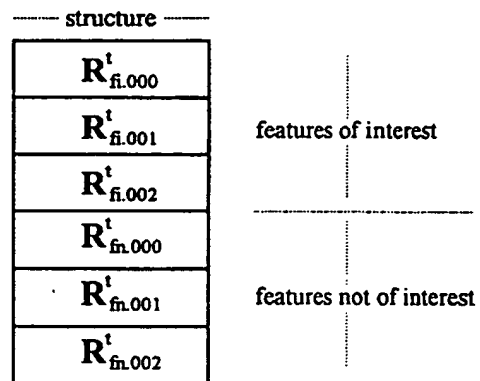 structure
R^t_fi.000
R^t_fi.001
features of interest
R^t_fi.002
R^t_fn.000
R^t_fn.001
features not of interest
R^t_fn.002